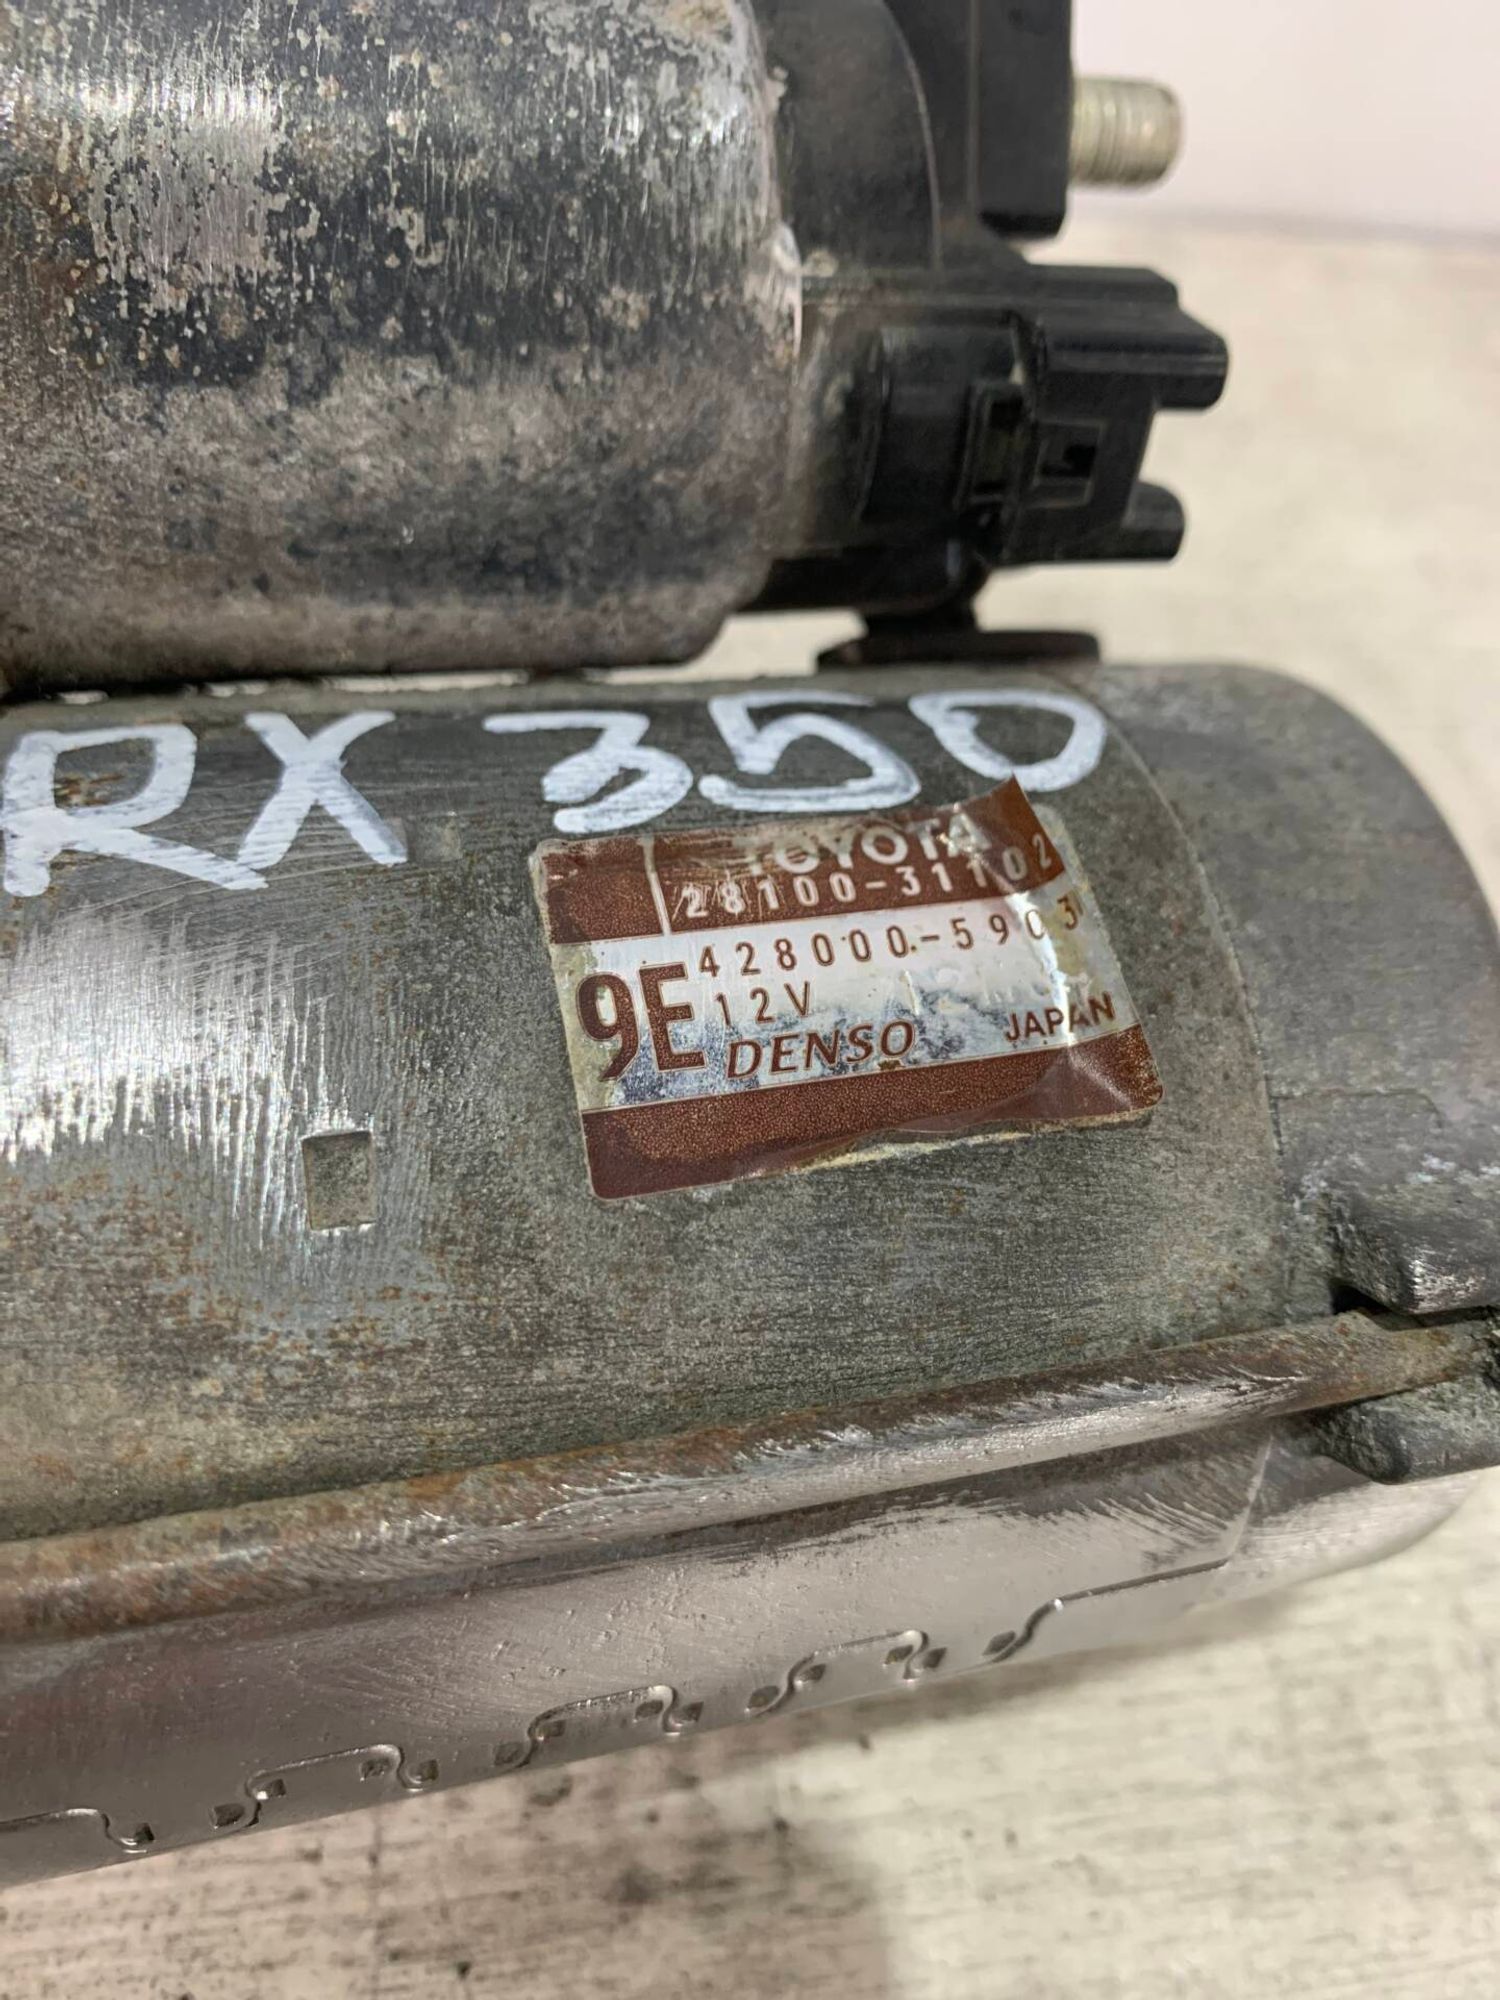 RX 350
TOYOTA
28100-31102
428000-5903
9E
12V
DENSO
JAPAN